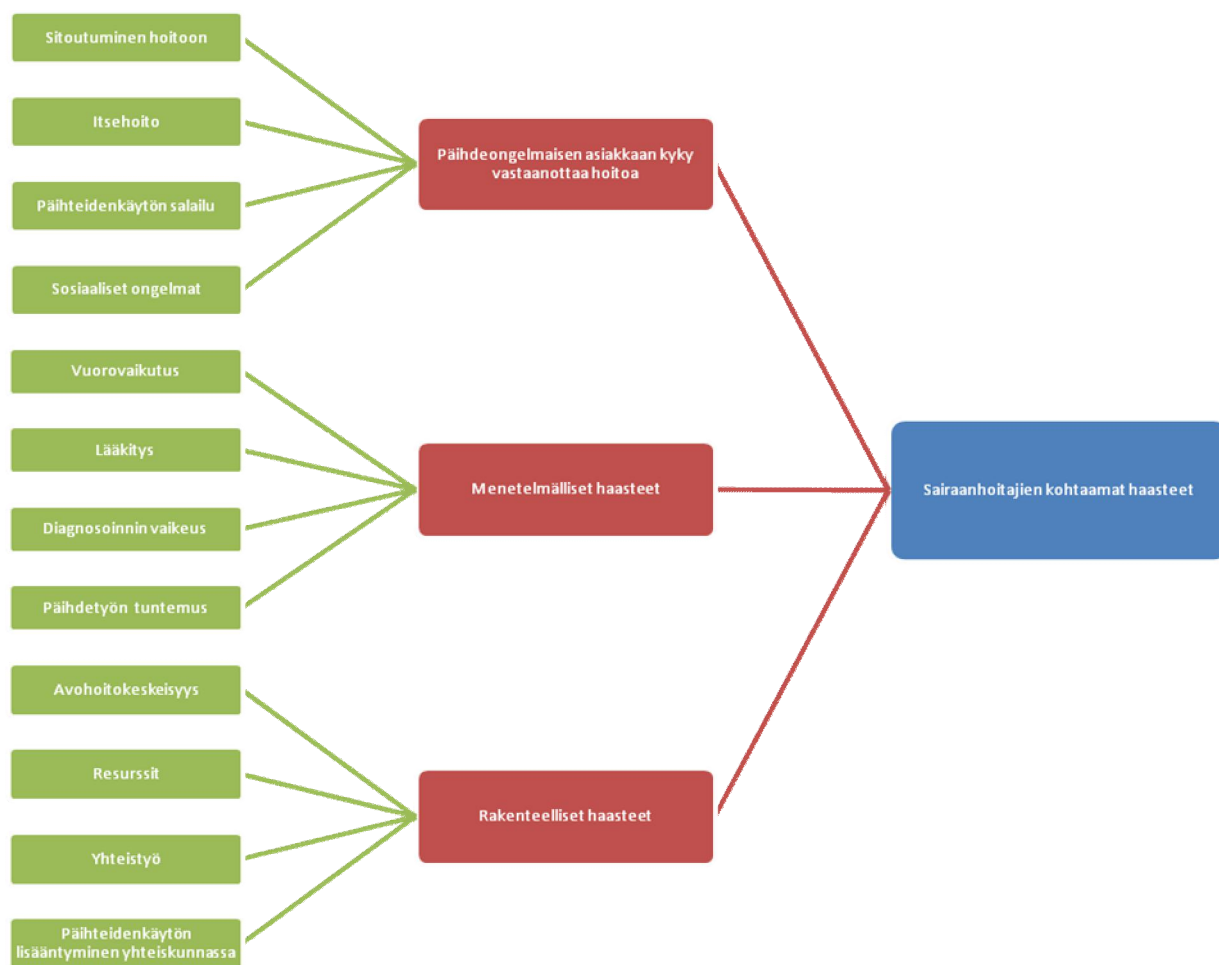 Sitoutuminen hoitoon
Itsehoito
Päihteidenkäytön salailu
Sosiaaliset ongelmat
Vuorovaikutus
Lääkitys
Diagnosoinnin vaikeus
Päihdetyön tuntemus
Avohoitokeskeisyys
Resurssit
Yhteistyö
Päihteidenkäytön
lisääntyminen yhteiskunnassa
Päihdeongelmaisen asiakkaan kyky
vastaanottaa hoitoa
Menetelmälliset haasteet
Rakenteelliset haasteet
Sairaanhoitajien kohtaamat haasteet